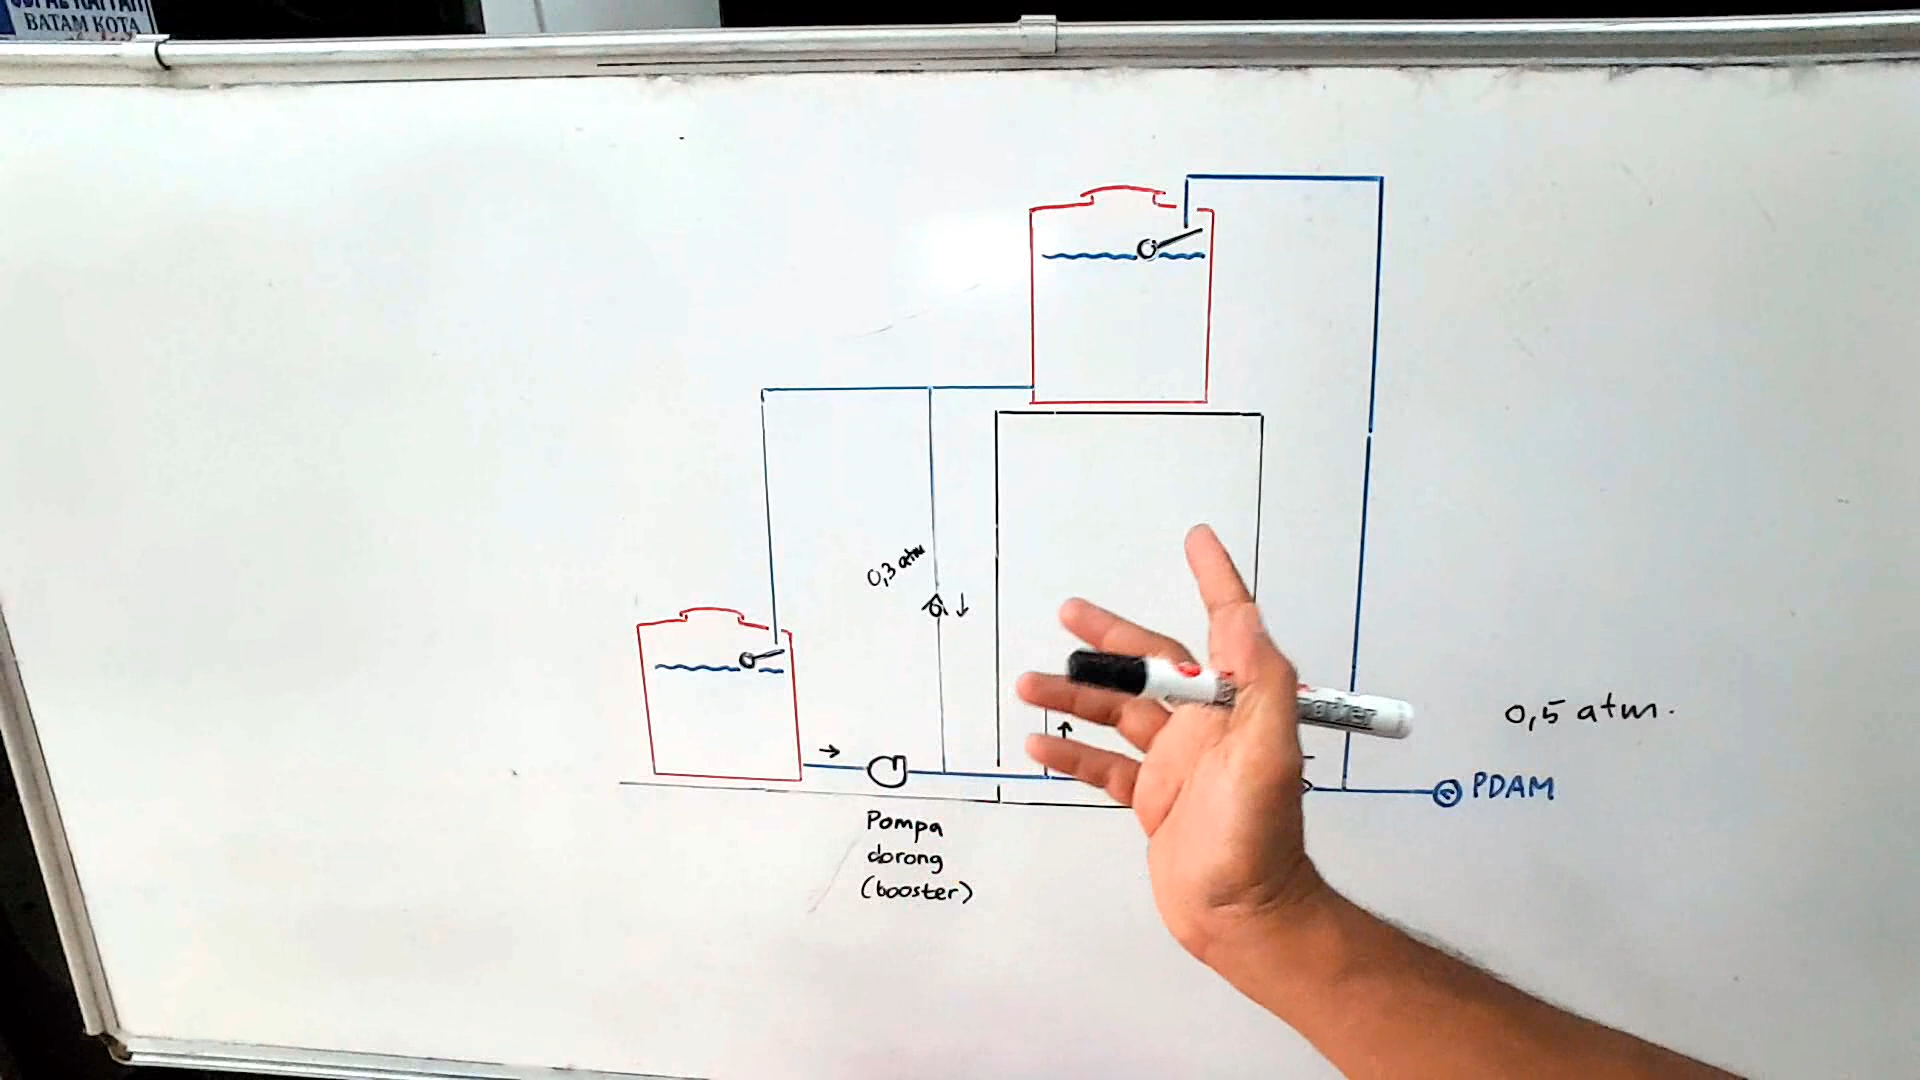 BATAM KOTA
0,3 atm
0,5 atm.
PDAM
Pompa
dorong
(booster)